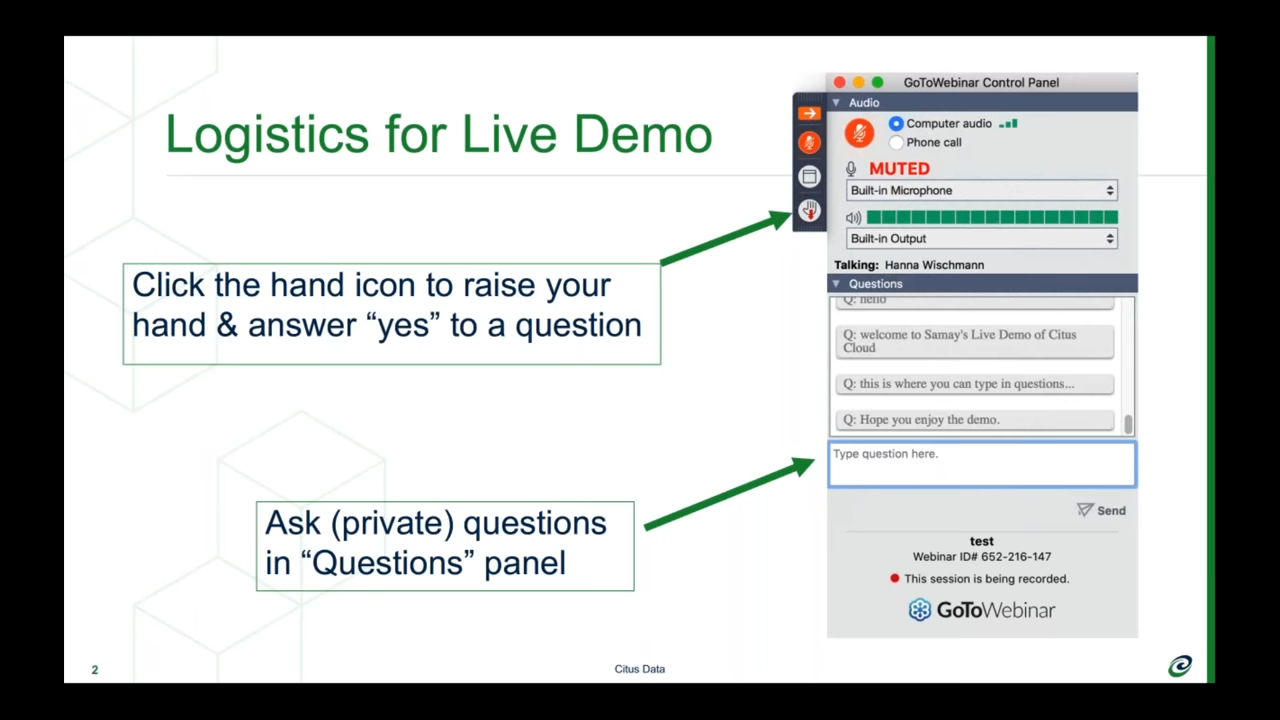 Logistics for Live Demo
Click the hand icon to raise your
hand & answer “yes” to a question
Ask (private) questions
in “Questions” panel
GoToWebinar Control Panel
Audio
Computer audio
Phone call
MUTED
Built-in Microphone
Built-in Output
Talking: Hanna Wischmann
Questions
Q: hello
Q: welcome to Samay's Live Demo of Citus
Cloud
Q: this is where you can type in questions...
Q: Hope you enjoy the demo.
Type question here.
Send
test
Webinar ID# 652-216-147
This session is being recorded.
GoToWebinar
2
Citus Data